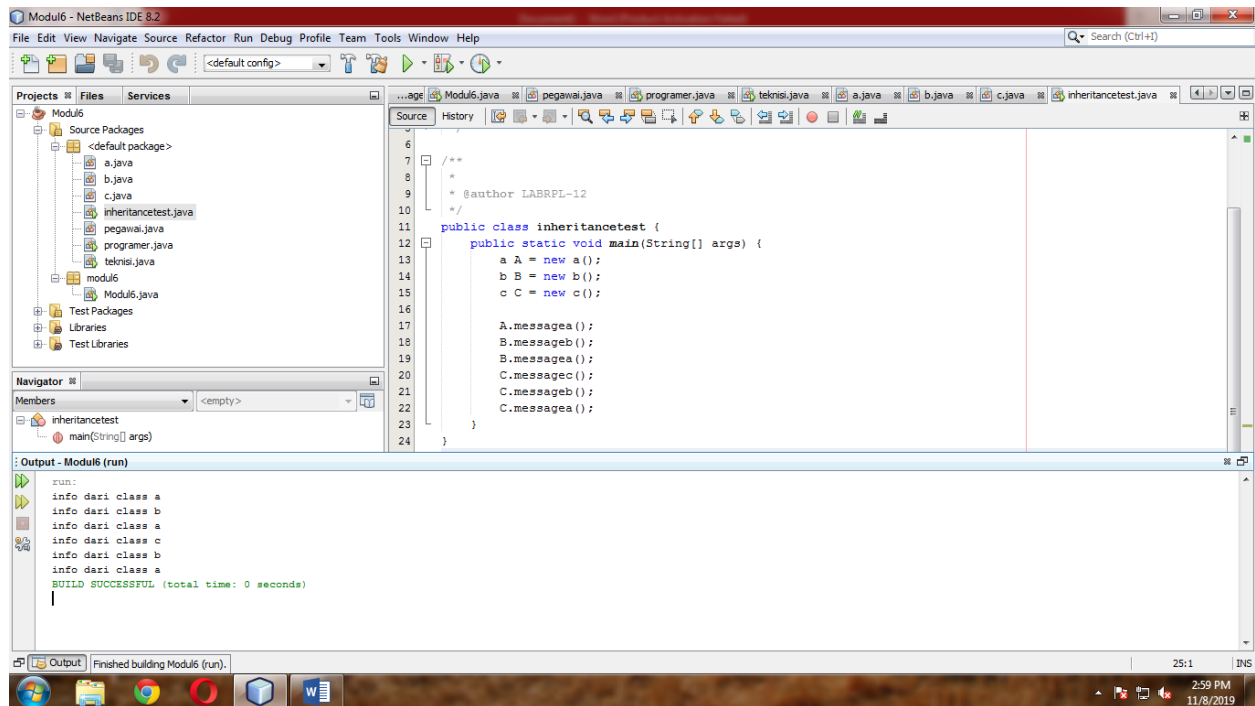 Modul6 - NetBeans IDE 8.2
File Edit View Navigate Source Refactor Run Debug Profile Team Tools Window Help
Search (Ctrl+I)
<default config>
Projects Files Services
Modul6
Source Packages
<default package>
a.java
b.java
c.java
inheritancetest.java
pegawai.java
programer.java
teknisi.java
modul6
Modul6.java
Test Packages
Libraries
Test Libraries
Navigator
Members <empty>
inheritancetest
main(String[] args)
...age Modul6.java pegawai.java programer.java teknisi.java a.java b.java c.java inheritancetest.java
Source History
6
7 /**
8 *
9 * @author LABRPL-12
10 */
11 public class inheritancetest {
12 public static void main(String[] args) {
13 a A = new a();
14 b B = new b();
15 c C = new c();
16
17 A.messagea();
18 B.messageb();
19 B.messagea();
20 C.messagec();
21 C.messageb();
22 C.messagea();
23 }
24 }
Output - Modul6 (run)
run:
info dari class a
info dari class b
info dari class a
info dari class c
info dari class b
info dari class a
BUILD SUCCESSFUL (total time: 0 seconds)
Output Finished building Modul6 (run).
25:1 INS
2:59 PM
11/8/2019